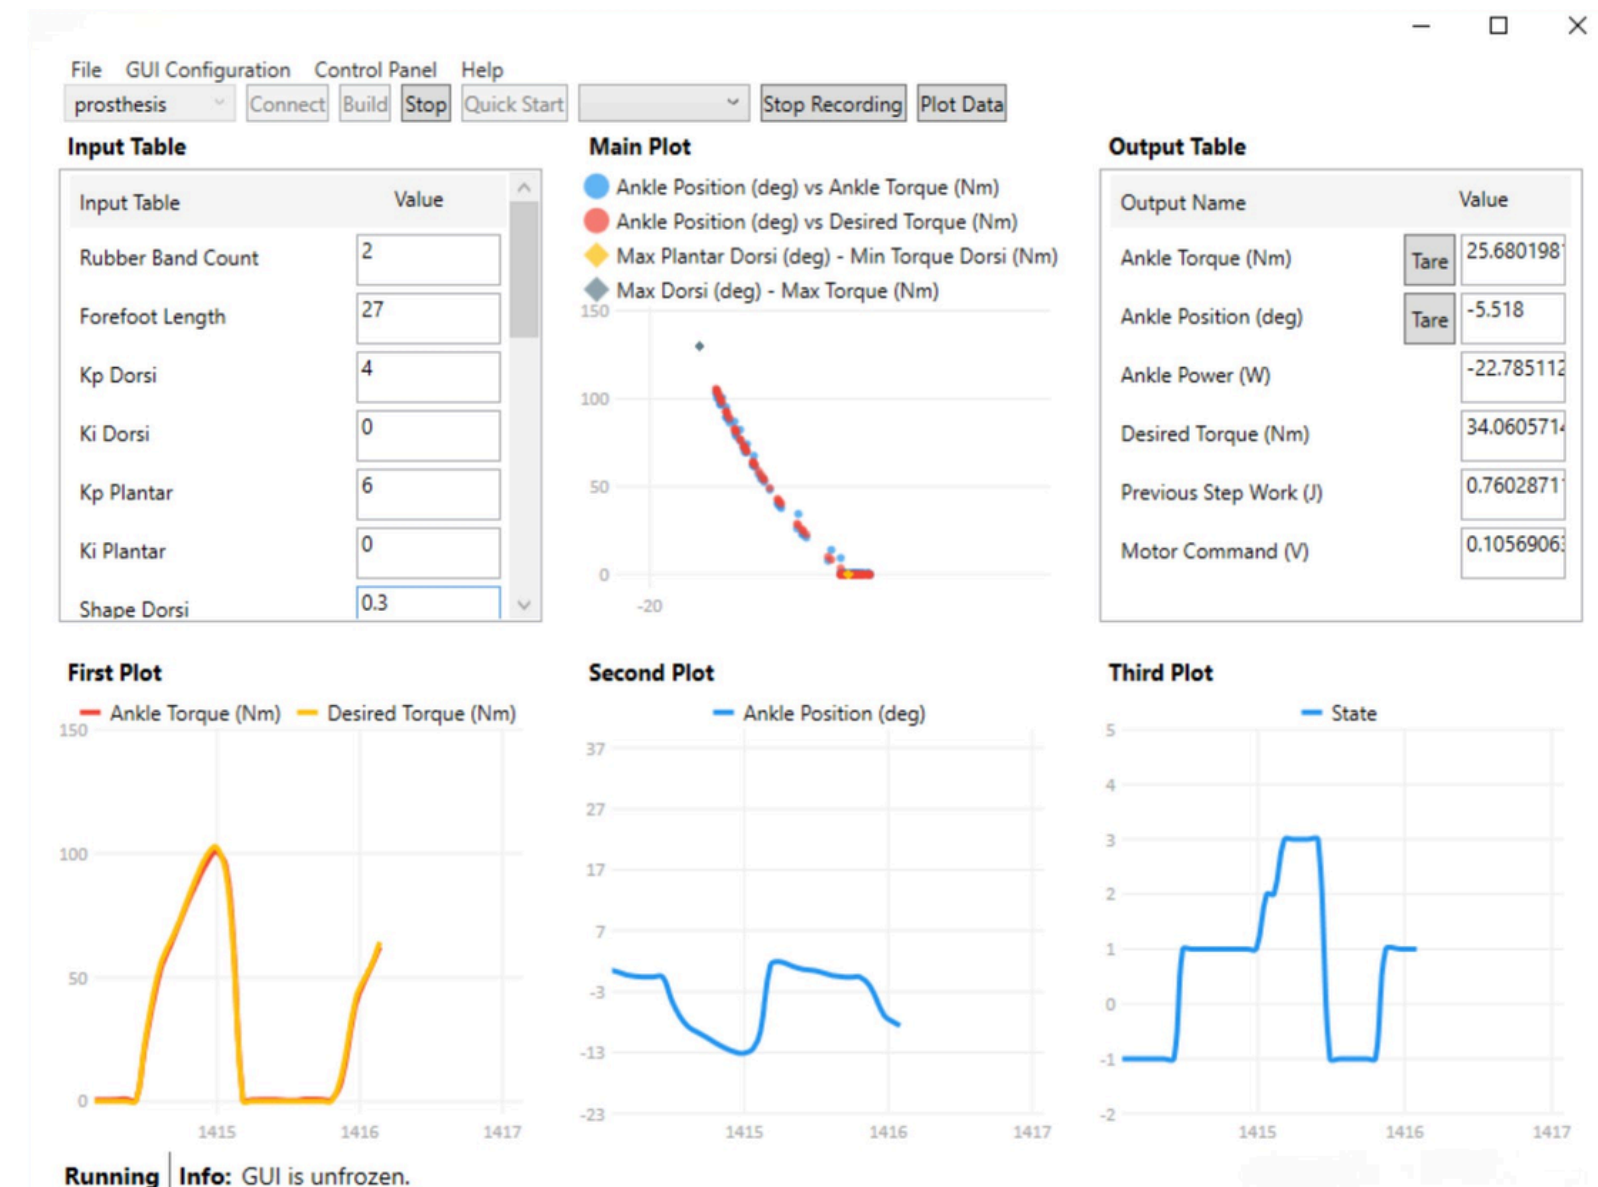 File GUI Configuration Control Panel Help
prosthesis Connect Build Stop Quick Start Stop Recording Plot Data
Input Table
Input Table Value
Rubber Band Count 2
Forefoot Length 27
Kp Dorsi 4
Ki Dorsi 0
Kp Plantar 6
Ki Plantar 0
Shape Dorsi 0.3
Main Plot
Ankle Position (deg) vs Ankle Torque (Nm)
Ankle Position (deg) vs Desired Torque (Nm)
Max Plantar Dorsi (deg) - Min Torque Dorsi (Nm)
Max Dorsi (deg) - Max Torque (Nm)
150
100
50
0
-20
Output Table
Output Name Value
Ankle Torque (Nm) Tare 25.680198
Ankle Position (deg) Tare -5.518
Ankle Power (W) -22.785112
Desired Torque (Nm) 34.060571
Previous Step Work (J) 0.7602871
Motor Command (V) 0.1056906
First Plot
Ankle Torque (Nm) Desired Torque (Nm)
150
100
50
0
1415 1416 1417
Second Plot
Ankle Position (deg)
37
27
17
7
-3
-13
-23
1415 1416 1417
Third Plot
State
5
4
3
2
1
0
-1
-2
1415 1416 1417
Running Info: GUI is unfrozen.